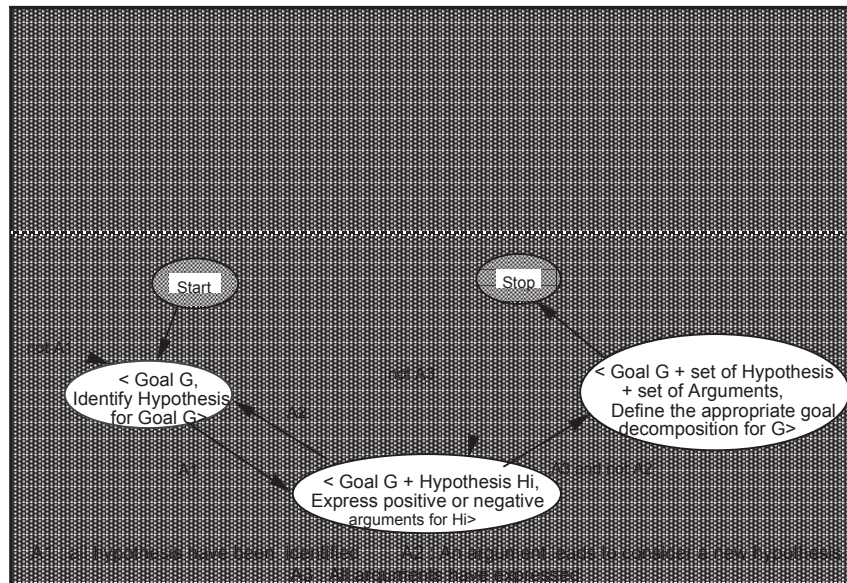 Start
Stop
not A1
< Goal G,
Identify Hypothesis
for Goal G>
not A3
< Goal G + set of Hypothesis
+ set of Arguments,
Define the appropriate goal
decomposition for G>
A2
A1
A3 and not A2
< Goal G + Hypothesis Hi,
Express positive or negative
arguments for Hi>
A1 : hypothesis have been identified A2 : An argument leads to consider a new hypothesis
A3 : All arguments have expressed